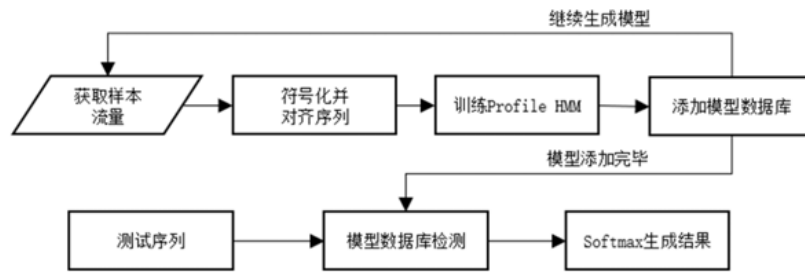 继续生成模型
获取样本
流量
符号化并
对齐序列
训练Profile HMM
添加模型数据库
模型添加完毕
测试序列
模型数据库检测
Softmax生成结果